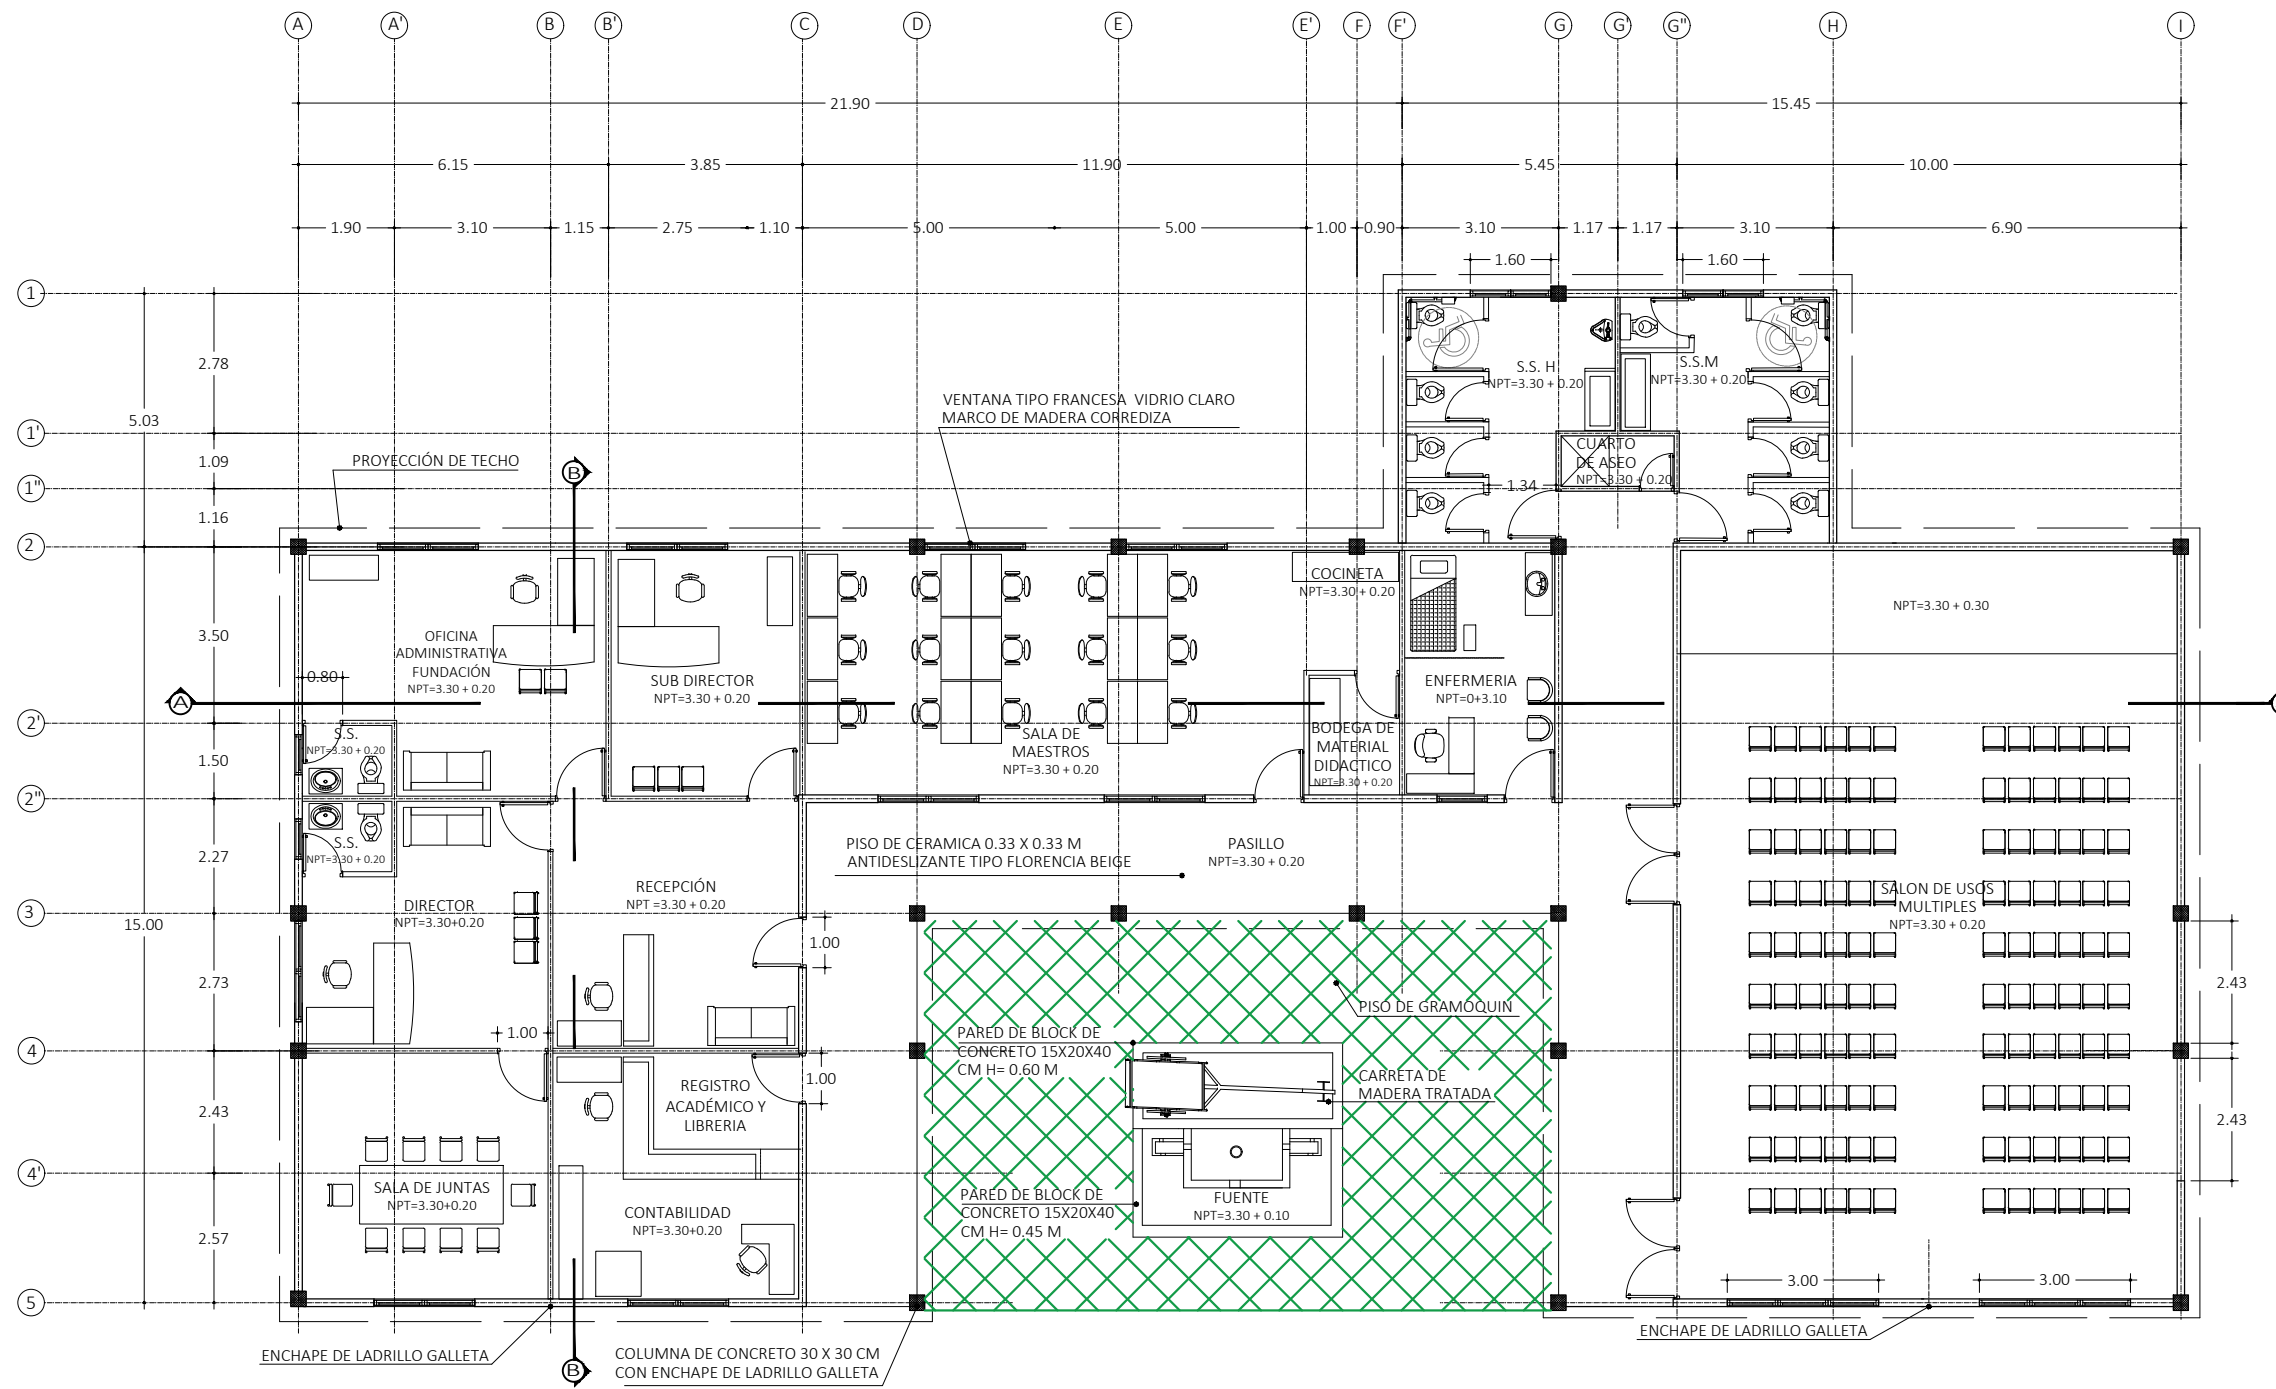 A A' B B' C D E E' F F' G G' G" H I
21.90 15.45
6.15 3.85 11.90 5.45 10.00
1.90 3.10 1.15 2.75 1.10 5.00 5.00 1.00 0.90 3.10 1.17 1.17 3.10 6.90
1.60 1.60
1
2.78
5.03
1'
1.09
1"
1.16
2
3.50
2'
1.50
2"
2.27
3
15.00
2.73
4
2.43
4'
2.57
5
VENTANA TIPO FRANCESA VIDRIO CLARO
MARCO DE MADERA CORREDIZA
PROYECCIÓN DE TECHO
B
A
S.S. H
NPT=3.30 + 0.20
S.S.M
NPT=3.30 + 0.20
CUARTO
DE ASEO
NPT=3.30 + 0.20
1.34
OFICINA
ADMINISTRATIVA
FUNDACIÓN
NPT=3.30 + 0.20
0.80
SUB DIRECTOR
NPT=3.30 + 0.20
COCINETA
NPT=3.30 + 0.20
ENFERMERIA
NPT=0+3.10
NPT=3.30 + 0.30
S.S.
NPT=3.30 + 0.20
SALA DE
MAESTROS
NPT=3.30 + 0.20
BODEGA DE
MATERIAL
DIDACTICO
NPT=3.30 + 0.20
S.S.
NPT=3.30 + 0.20
PISO DE CERAMICA 0.33 X 0.33 M
ANTIDESLIZANTE TIPO FLORENCIA BEIGE
PASILLO
NPT=3.30 + 0.20
DIRECTOR
NPT=3.30+0.20
RECEPCIÓN
NPT =3.30 + 0.20
1.00
SALON DE USOS
MULTIPLES
NPT=3.30 + 0.20
2.43
2.43
1.00
1.00
PISO DE GRAMOQUIN
PARED DE BLOCK DE
CONCRETO 15X20X40
CM H= 0.60 M
CARRETA DE
MADERA TRATADA
REGISTRO
ACADÉMICO Y
LIBRERIA
SALA DE JUNTAS
NPT=3.30+0.20
CONTABILIDAD
NPT=3.30+0.20
PARED DE BLOCK DE
CONCRETO 15X20X40
CM H= 0.45 M
FUENTE
NPT=3.30 + 0.10
3.00 3.00
ENCHAPE DE LADRILLO GALLETA
B
COLUMNA DE CONCRETO 30 X 30 CM
CON ENCHAPE DE LADRILLO GALLETA
ENCHAPE DE LADRILLO GALLETA